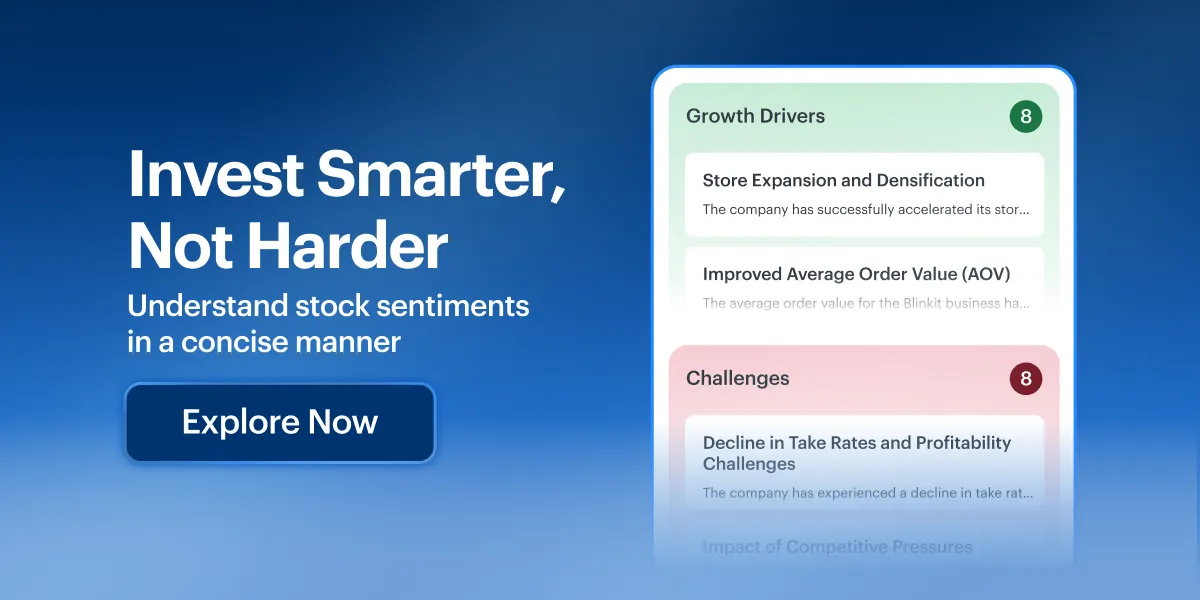 Invest Smarter,
Not Harder
Understand stock sentiments
in a concise manner
Explore Now
Growth Drivers
8
Store Expansion and Densification
The company has successfully accelerated its stor...
Improved Average Order Value (AOV)
The average order value for the Blinkit business ha...
Challenges
8
Decline in Take Rates and Profitability
Challenges
The company has experienced a decline in take rat...
Impact of Competitive Pressures